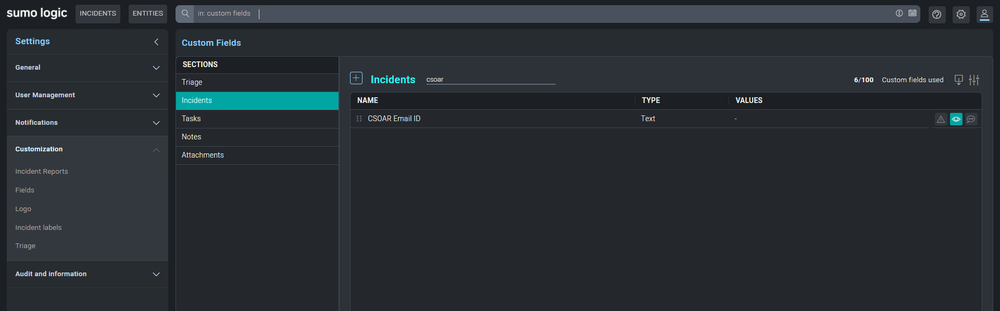 sumo logic INCIDENTS ENTITIES in: custom fields
Settings
General
User Management
Notifications
Customization
Incident Reports
Fields
Logo
Incident labels
Triage
Audit and information
Custom Fields
SECTIONS
Triage
Incidents
Tasks
Notes
Attachments
Incidents csoar 6/100 Custom fields used
NAME TYPE VALUES
CSOAR Email ID Text -